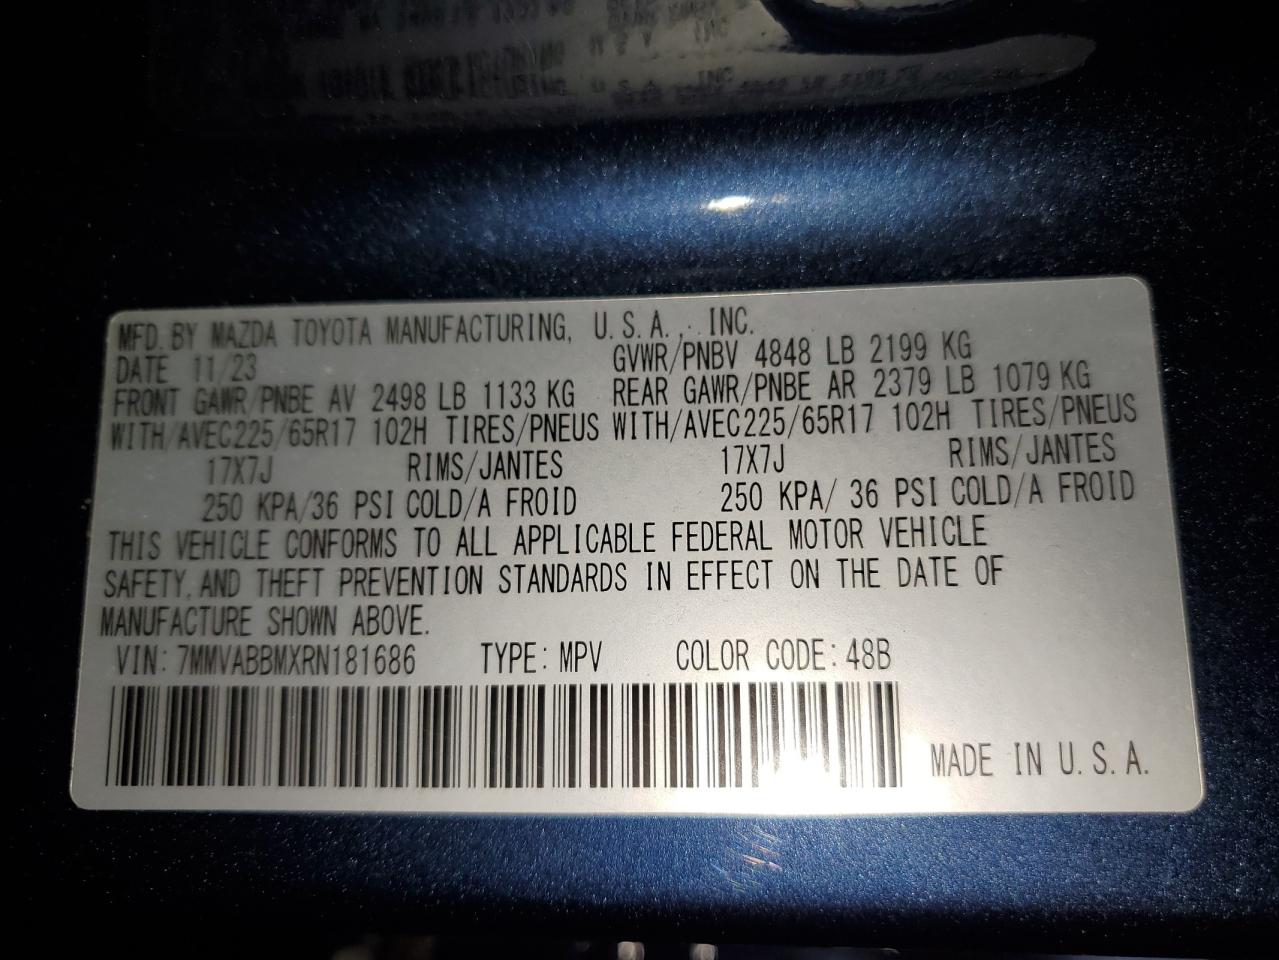 MFD. BY MAZDA TOYOTA MANUFACTURING, U.S.A., INC.
DATE 11/23 GVWR/PNBV 4848 LB 2199 KG
FRONT GAWR/PNBE AV 2498 LB 1133 KG REAR GAWR/PNBE AR 2379 LB 1079 KG
WITH/AVEC225/65R17 102H TIRES/PNEUS WITH/AVEC225/65R17 102H TIRES/PNEUS
17X7J RIMS/JANTES 17X7J RIMS/JANTES
250 KPA/36 PSI COLD/A FROID 250 KPA/ 36 PSI COLD/A FROID
THIS VEHICLE CONFORMS TO ALL APPLICABLE FEDERAL MOTOR VEHICLE
SAFETY, AND THEFT PREVENTION STANDARDS IN EFFECT ON THE DATE OF
MANUFACTURE SHOWN ABOVE.
VIN: 7MMVABBMXRN181686 TYPE: MPV COLOR CODE: 48B
MADE IN U.S.A.